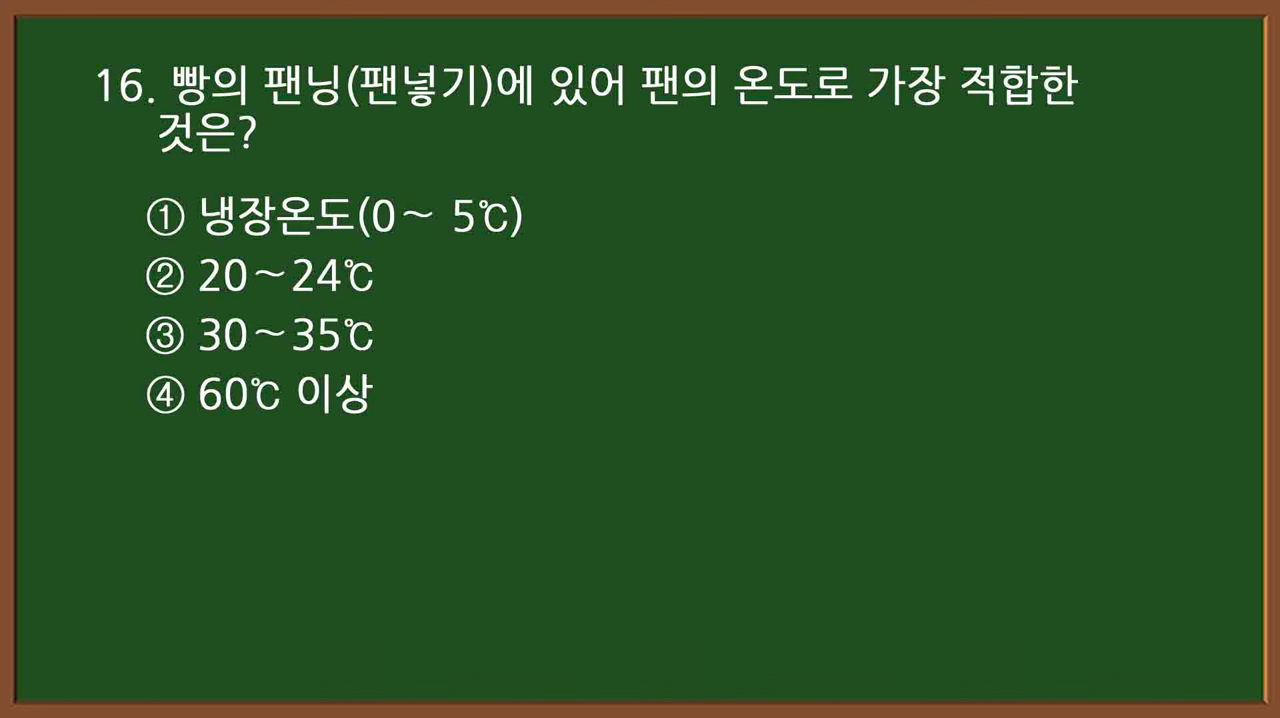 16. 빵의 팬닝(팬넣기)에 있어 팬의 온도로 가장 적합한
것은?
① 냉장온도(0～ 5℃)
② 20～24℃
③ 30～35℃
④ 60℃ 이상